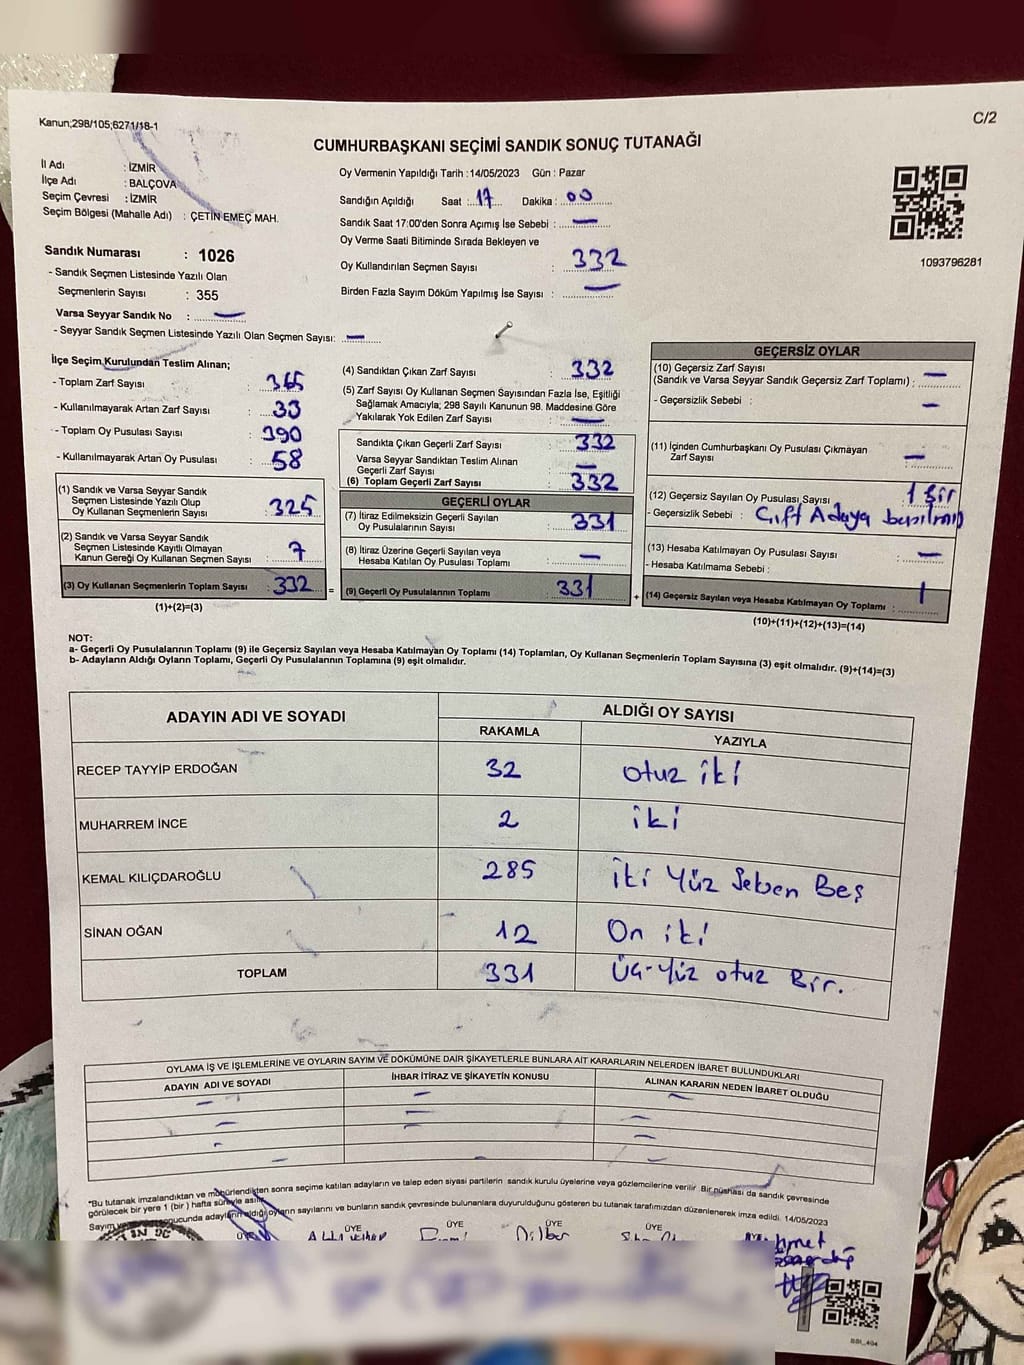 Kanun;298/105;6271/18-1
C/2
CUMHURBAŞKANI SEÇİMİ SANDIK SONUÇ TUTANAĞI
İl Adı : İZMİR
İlçe Adı : BALÇOVA
Seçim Çevresi : İZMİR
Seçim Bölgesi (Mahalle Adı) : ÇETİN EMEÇ MAH.
Oy Vermenin Yapıldığı Tarih :14/05/2023 Gün : Pazar
Sandığın Açıldığı Saat : 17 Dakika : 00
Sandık Saat 17:00'den Sonra Açımış İse Sebebi : —
Oy Verme Saati Bitiminde Sırada Bekleyen ve
Oy Kullandırılan Seçmen Sayısı : 332
Birden Fazla Sayım Döküm Yapılmış İse Sayısı : —
1093796281
Sandık Numarası : 1026
- Sandık Seçmen Listesinde Yazılı Olan
Seçmenlerin Sayısı : 355
Varsa Seyyar Sandık No : —
- Seyyar Sandık Seçmen Listesinde Yazılı Olan Seçmen Sayısı: —
İlçe Seçim Kurulundan Teslim Alınan;
- Toplam Zarf Sayısı : 365
- Kullanılmayarak Artan Zarf Sayısı : 33
- Toplam Oy Pusulası Sayısı : 390
- Kullanılmayarak Artan Oy Pusulası : 58
(1) Sandık ve Varsa Seyyar Sandık
Seçmen Listesinde Yazılı Olup
Oy Kullanan Seçmenlerin Sayısı : 325
(2) Sandık ve Varsa Seyyar Sandık
Seçmen Listesinde Kayıtlı Olmayan
Kanun Gereği Oy Kullanan Seçmen Sayısı : 7
(3) Oy Kullanan Seçmenlerin Toplam Sayısı : 332 =
(1)+(2)=(3)
(4) Sandıktan Çıkan Zarf Sayısı : 332
(5) Zarf Sayısı Oy Kullanan Seçmen Sayısından Fazla İse, Eşitliği
Sağlamak Amacıyla; 298 Sayılı Kanunun 98. Maddesine Göre
Yakılarak Yok Edilen Zarf Sayısı : —
Sandıkta Çıkan Geçerli Zarf Sayısı : 332
Varsa Seyyar Sandıktan Teslim Alınan
Geçerli Zarf Sayısı : —
(6) Toplam Geçerli Zarf Sayısı : 332
GEÇERLİ OYLAR
(7) İtiraz Edilmeksizin Geçerli Sayılan
Oy Pusulalarının Sayısı : 331
(8) İtiraz Üzerine Geçerli Sayılan veya
Hesaba Katılan Oy Pusulası Toplamı : —
(9) Geçerli Oy Pusulalarının Toplamı : 331 +
GEÇERSİZ OYLAR
(10) Geçersiz Zarf Sayısı
(Sandık ve Varsa Seyyar Sandık Geçersiz Zarf Toplamı) : —
- Geçersizlik Sebebi : —
(11) İçinden Cumhurbaşkanı Oy Pusulası Çıkmayan
Zarf Sayısı : —
(12) Geçersiz Sayılan Oy Pusulası Sayısı : 1 Bir
- Geçersizlik Sebebi : Çift Adaya basılmış
(13) Hesaba Katılmayan Oy Pusulası Sayısı : —
- Hesaba Katılmama Sebebi :
(14) Geçersiz Sayılan veya Hesaba Katılmayan Oy Toplamı : 1
(10)+(11)+(12)+(13)=(14)
NOT:
a- Geçerli Oy Pusulalarının Toplamı (9) ile Geçersiz Sayılan veya Hesaba Katılmayan Oy Toplamı (14) Toplamları, Oy Kullanan Seçmenlerin Toplam Sayısına (3) eşit olmalıdır. (9)+(14)=(3)
b- Adayların Aldığı Oyların Toplamı, Geçerli Oy Pusulalarının Toplamına (9) eşit olmalıdır.
ADAYIN ADI VE SOYADI ALDIĞI OY SAYISI
RAKAMLA YAZIYLA
RECEP TAYYİP ERDOĞAN 32 otuz iki
MUHARREM İNCE 2 iki
KEMAL KILIÇDAROĞLU 285 iki Yüz Seksen Beş
SİNAN OĞAN 12 On iki
TOPLAM 331 Üç-Yüz otuz Bir.
OYLAMA İŞ VE İŞLEMLERİNE VE OYLARIN SAYIM VE DÖKÜMÜNE DAİR ŞİKAYETLERLE BUNLARA AİT KARARLARIN NELERDEN İBARET BULUNDUKLARI
ADAYIN ADI VE SOYADI İHBAR İTİRAZ VE ŞİKAYETİN KONUSU ALINAN KARARIN NEDEN İBARET OLDUĞU
*Bu tutanak imzalandıktan ve mühürlendikten sonra seçime katılan adayların ve talep eden siyasi partilerin sandık kurulu üyelerine veya gözlemcilerine verilir. Bir nüshası da sandık çevresinde
görülecek bir yere 1 (bir ) hafta süreyle asılır.
Sayım ve sonucunda adayların aldığı oyların sayılarını ve bunların sandık çevresinde bulunanlara duyurulduğunu gösteren bu tutanak tarafımızdan düzenlenerek imza edildi. 14/05/2023
ÜYE ÜYE ÜYE ÜYE
Dilber